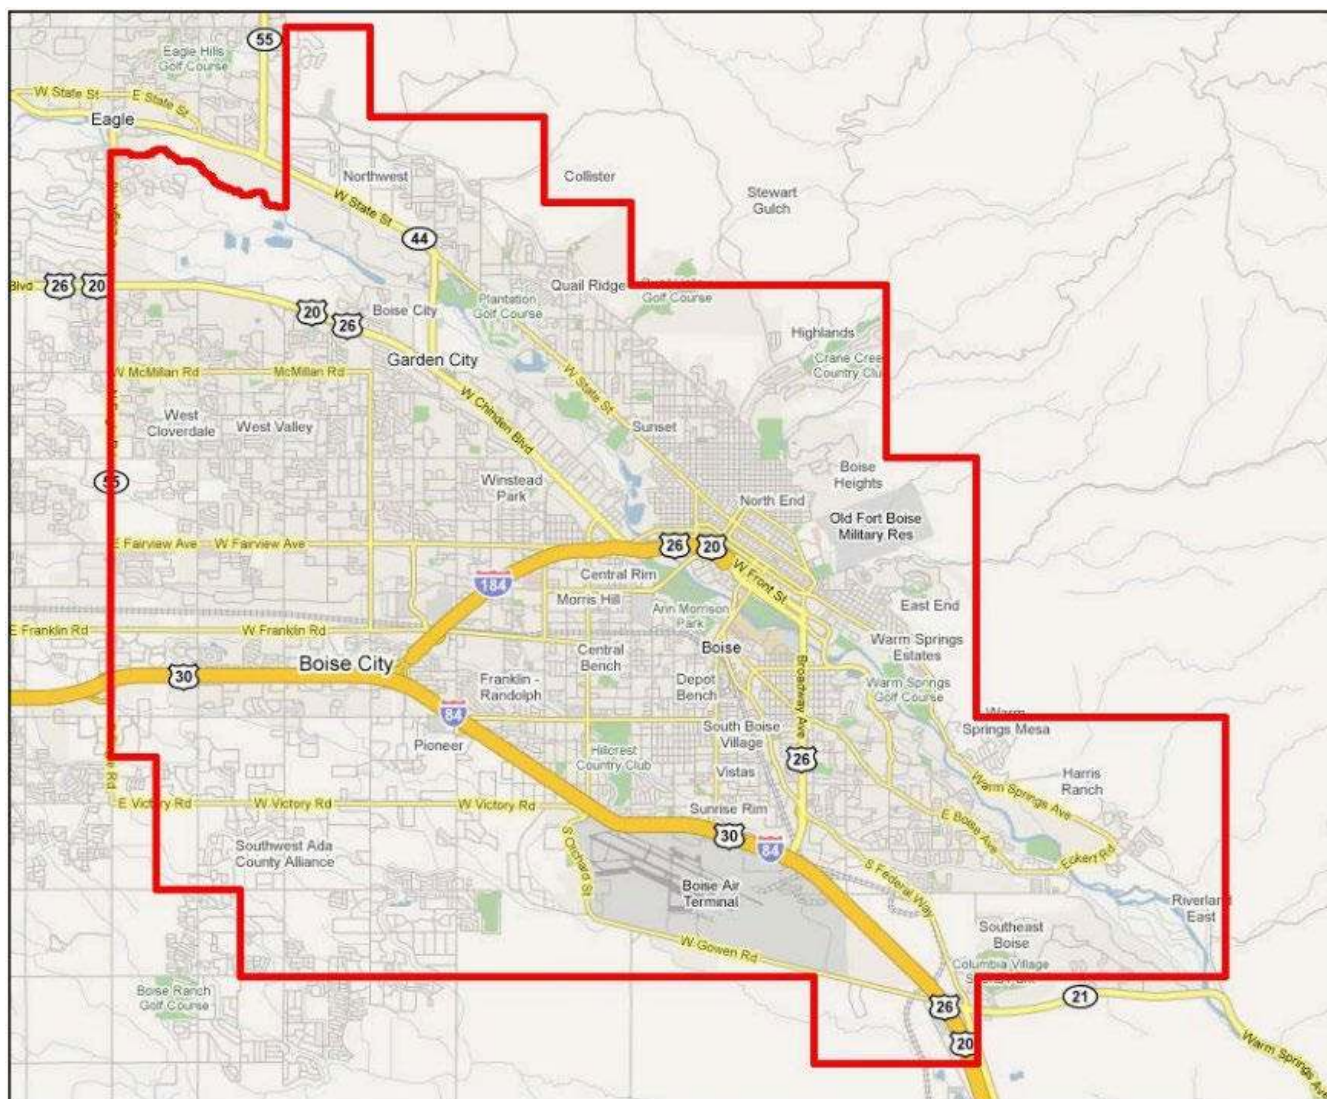 55
Eagle Hills
Golf Course
W State St
E State St
Eagle
Northwest
Collister
Stewart
Gulch
W State St
44
Blvd
26
20
20
26
Boise City
Plantation
Golf Course
Quail Ridge
Golf Course
Highlands
Crane Cree
Country Clu
Garden City
W McMillan Rd
McMillan Rd
W State St
West
Cloverdale
West Valley
W Chinden Blvd
Sunset
Winstead
Park
55
Boise
Heights
North End
Old Fort Boise
Military Res
E Fairview Ave
W Fairview Ave
26
20
W Front St
184
Central Rim
Morris Hill
Ann Morrison
Park
East End
E Franklin Rd
W Franklin Rd
Warm Springs
Estates
Boise City
Central
Bench
Boise
30
Franklin -
Randolph
Depot
Bench
Broadway Ave
Warm Springs
Golf Course
84
Pioneer
South Boise
Village
Warm
Springs Mesa
Hillcrest
Country Club
26
Vistas
Harris
Ranch
Warm Springs Ave
E Victory Rd
W Victory Rd
W Victory Rd
Sunrise Rim
E Boise Ave
30
84
S Orchard St
Southwest Ada
County Alliance
Eckert Rd
S Federal Way
Boise Air
Terminal
Riverland
East
Southeast
Boise
W Gowen Rd
Columbia Village
Boise Ranch
Golf Course
26
21
20
Warm Springs Ave